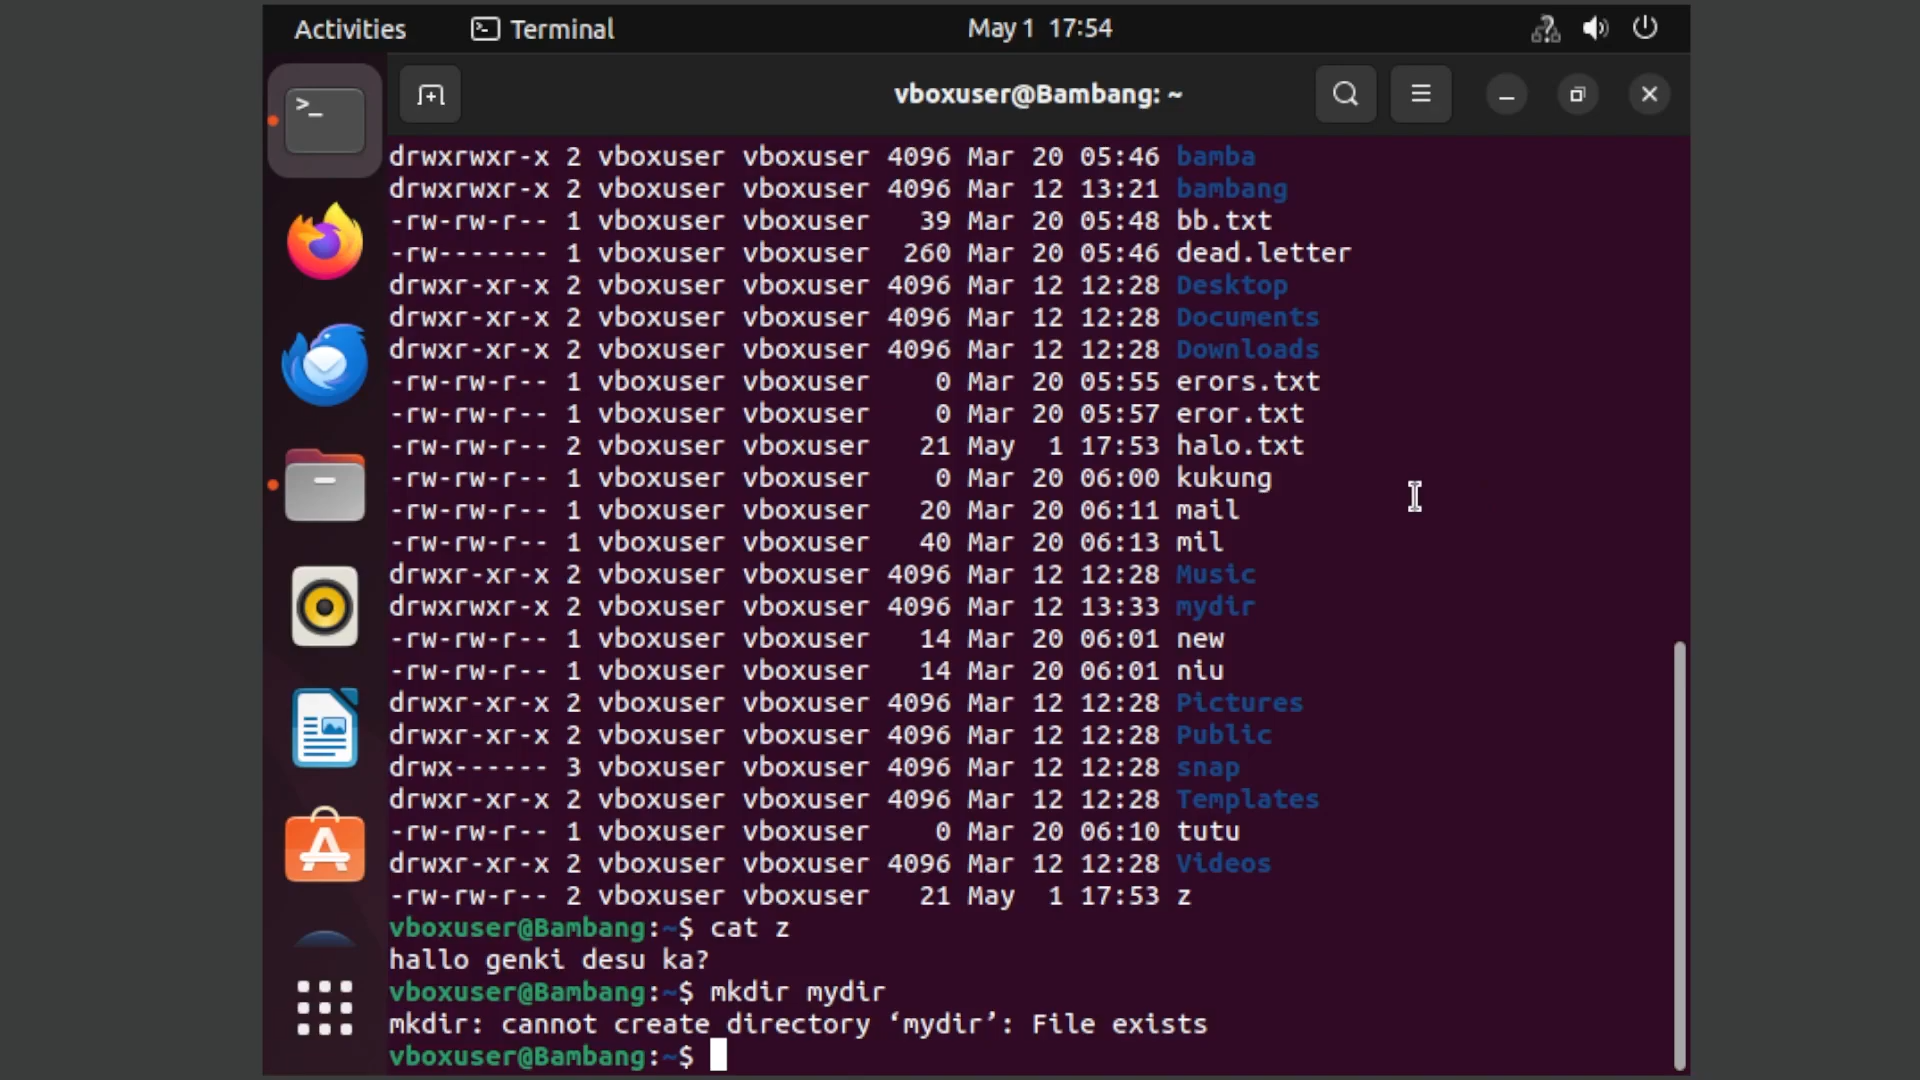 Activities Terminal May 1 17:54
vboxuser@Bambang: ~
drwxrwxr-x 2 vboxuser vboxuser 4096 Mar 20 05:46 bamba
drwxrwxr-x 2 vboxuser vboxuser 4096 Mar 12 13:21 bambang
-rw-rw-r-- 1 vboxuser vboxuser 39 Mar 20 05:48 bb.txt
-rw------- 1 vboxuser vboxuser 260 Mar 20 05:46 dead.letter
drwxr-xr-x 2 vboxuser vboxuser 4096 Mar 12 12:28 Desktop
drwxr-xr-x 2 vboxuser vboxuser 4096 Mar 12 12:28 Documents
drwxr-xr-x 2 vboxuser vboxuser 4096 Mar 12 12:28 Downloads
-rw-rw-r-- 1 vboxuser vboxuser 0 Mar 20 05:55 erors.txt
-rw-rw-r-- 1 vboxuser vboxuser 0 Mar 20 05:57 eror.txt
-rw-rw-r-- 2 vboxuser vboxuser 21 May 1 17:53 halo.txt
-rw-rw-r-- 1 vboxuser vboxuser 0 Mar 20 06:00 kukung
-rw-rw-r-- 1 vboxuser vboxuser 20 Mar 20 06:11 mail
-rw-rw-r-- 1 vboxuser vboxuser 40 Mar 20 06:13 mil
drwxr-xr-x 2 vboxuser vboxuser 4096 Mar 12 12:28 Music
drwxrwxr-x 2 vboxuser vboxuser 4096 Mar 12 13:33 mydir
-rw-rw-r-- 1 vboxuser vboxuser 14 Mar 20 06:01 new
-rw-rw-r-- 1 vboxuser vboxuser 14 Mar 20 06:01 niu
drwxr-xr-x 2 vboxuser vboxuser 4096 Mar 12 12:28 Pictures
drwxr-xr-x 2 vboxuser vboxuser 4096 Mar 12 12:28 Public
drwx------ 3 vboxuser vboxuser 4096 Mar 12 12:28 snap
drwxr-xr-x 2 vboxuser vboxuser 4096 Mar 12 12:28 Templates
-rw-rw-r-- 1 vboxuser vboxuser 0 Mar 20 06:10 tutu
drwxr-xr-x 2 vboxuser vboxuser 4096 Mar 12 12:28 Videos
-rw-rw-r-- 2 vboxuser vboxuser 21 May 1 17:53 z
vboxuser@Bambang:~$ cat z
hallo genki desu ka?
vboxuser@Bambang:~$ mkdir mydir
mkdir: cannot create directory ‘mydir’: File exists
vboxuser@Bambang:~$